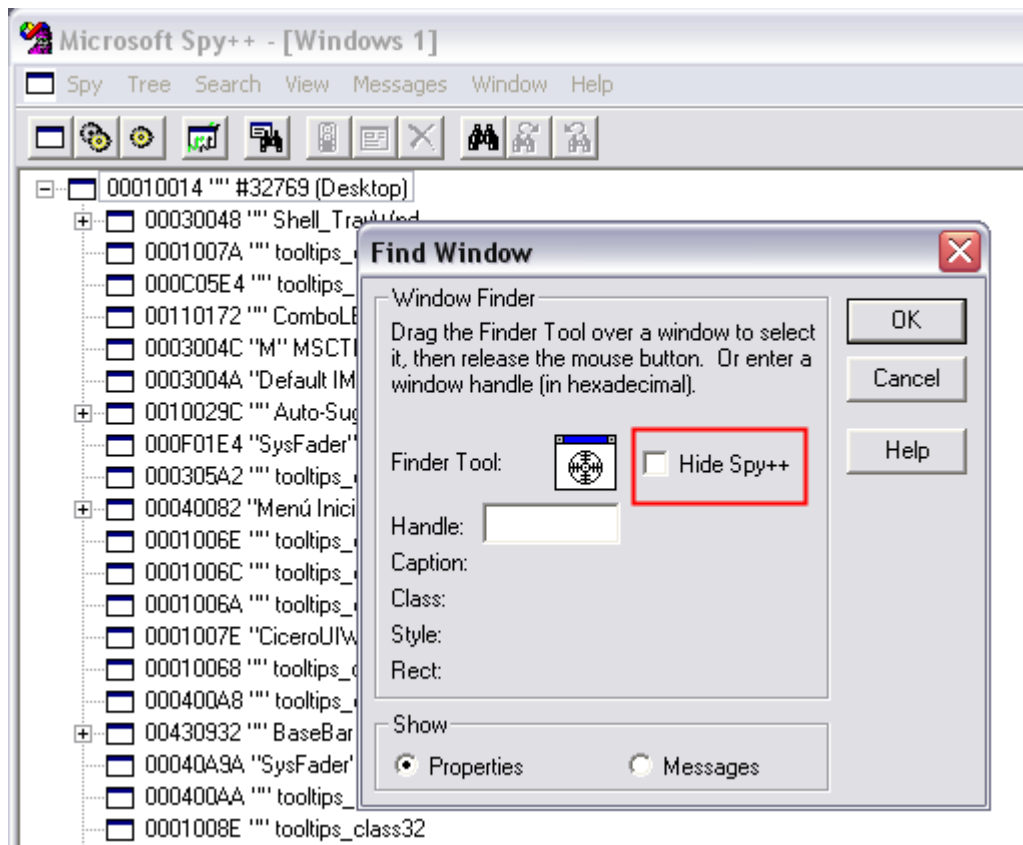 Microsoft Spy++ - [Windows 1]
Spy Tree Search View Messages Window Help
00010014 "" #32769 (Desktop)
00030048 "" Shell_TrayWnd
0001007A "" tooltips_
000C05E4 "" tooltips_
00110172 "" ComboL
0003004C "M" MSCT
0003004A "Default IM
0010029C "" Auto-Sug
000F01E4 "SysFader"
000305A2 "" tooltips_
00040082 "Menú Inici
0001006E "" tooltips_
0001006C "" tooltips_
0001006A "" tooltips_
0001007E "CiceroUIW
00010068 "" tooltips_
000400A8 "" tooltips_
00430932 "" BaseBar
00040A9A "SysFader"
000400AA "" tooltips_
0001008E "" tooltips_class32
Find Window
Window Finder
Drag the Finder Tool over a window to select
it, then release the mouse button. Or enter a
window handle (in hexadecimal).
Finder Tool:
Hide Spy++
Handle:
Caption:
Class:
Style:
Rect:
Show
Properties Messages
OK
Cancel
Help